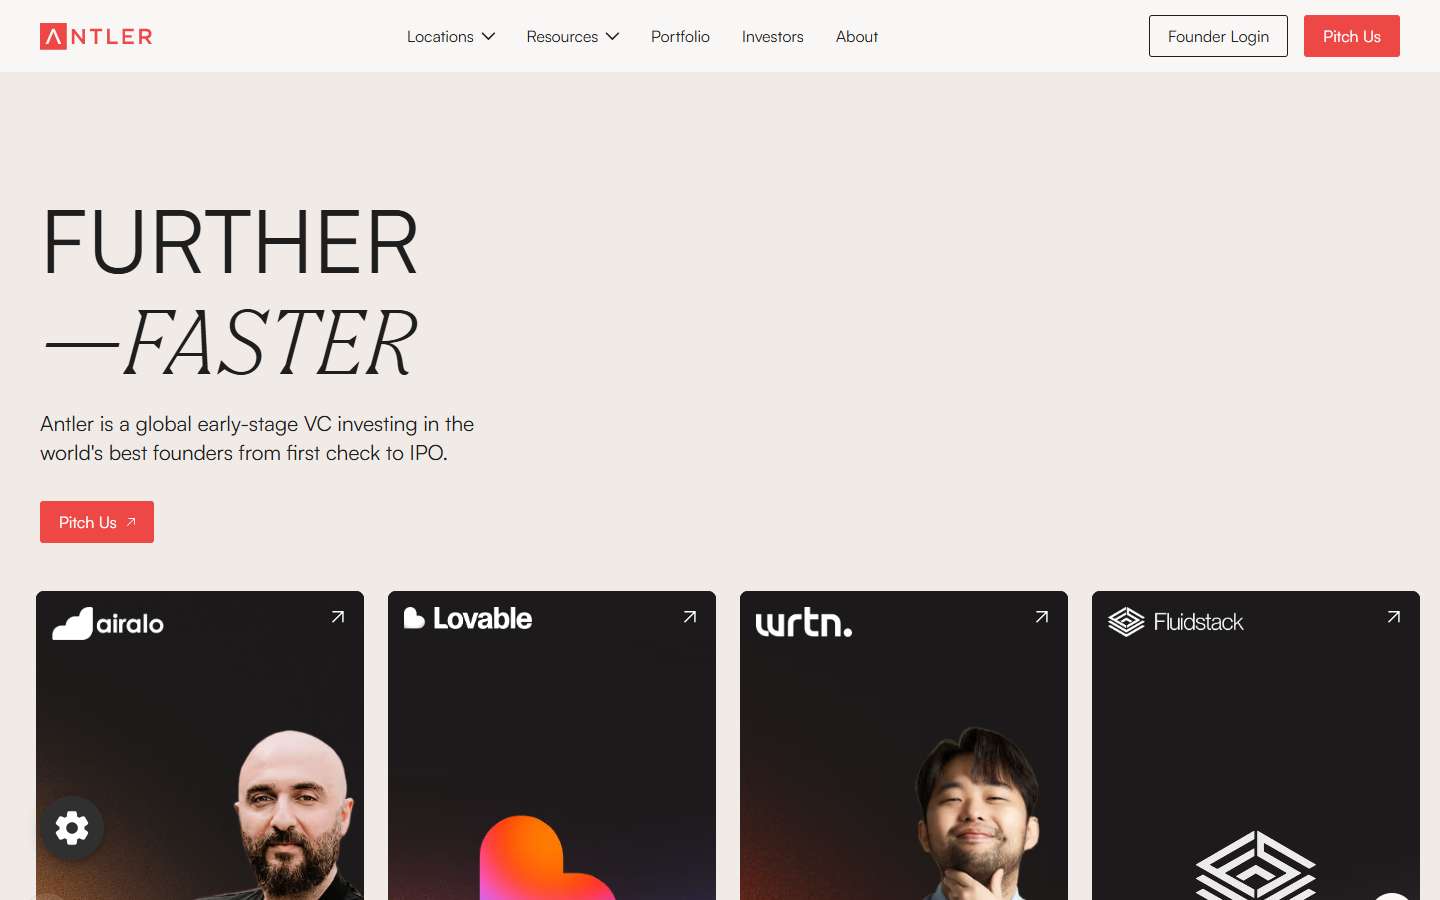 ANTLER
Locations
Resources
Portfolio
Investors
About
Founder Login
Pitch Us
FURTHER
—FASTER
Antler is a global early-stage VC investing in the
world's best founders from first check to IPO.
Pitch Us
airalo
Lovable
wrtn.
Fluidstack